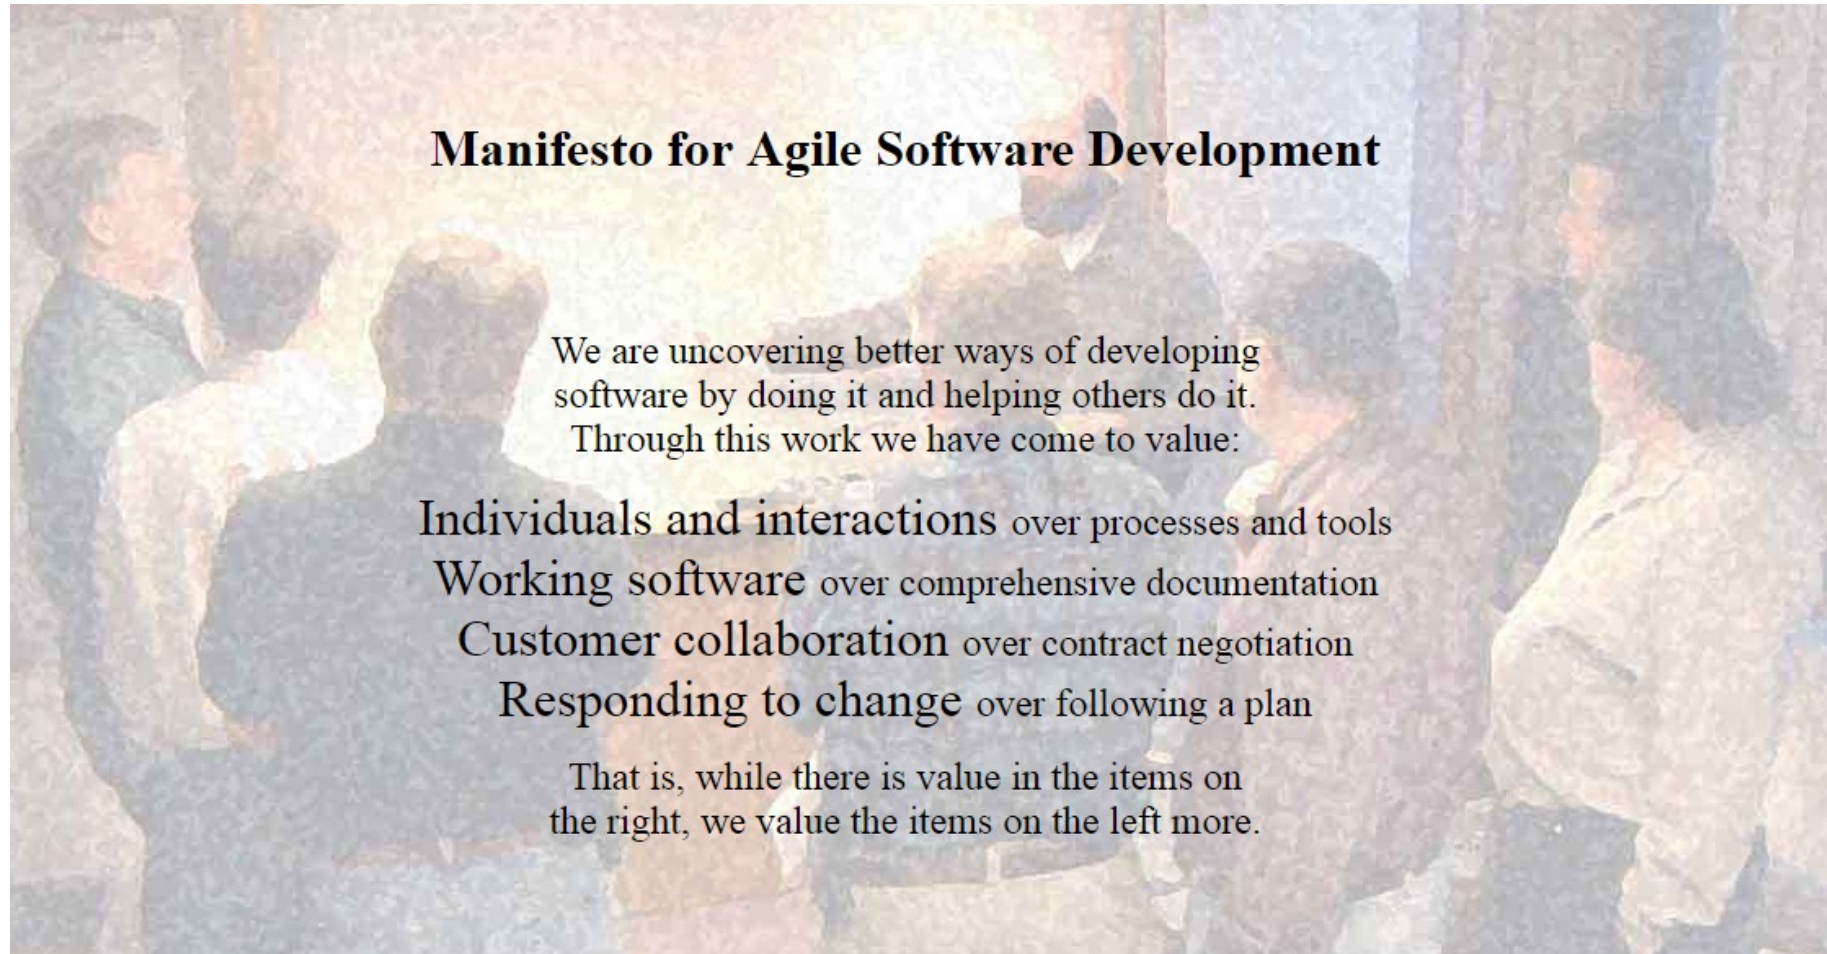 Manifesto for Agile Software Development
We are uncovering better ways of developing
software by doing it and helping others do it.
Through this work we have come to value:
Individuals and interactions over processes and tools
Working software over comprehensive documentation
Customer collaboration over contract negotiation
Responding to change over following a plan
That is, while there is value in the items on
the right, we value the items on the left more.